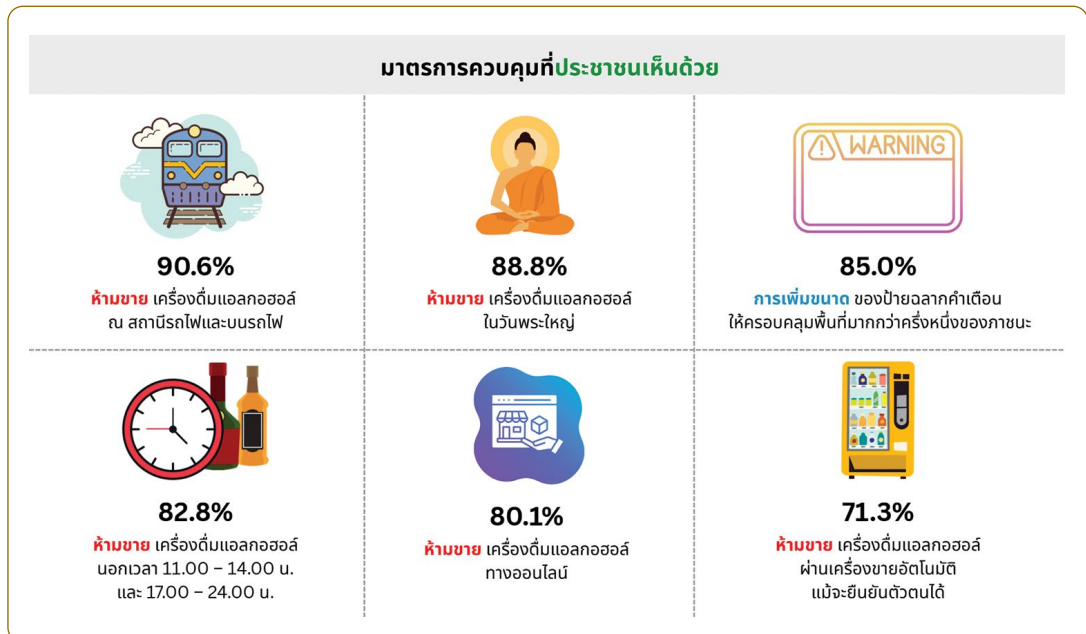 มาตรการควบคุมที่ประชาชนเห็นด้วย
WARNING
90.6%
ห้ามขาย เครื่องดื่มแอลกอฮอล์
ณ สถานีรถไฟและบนรถไฟ
88.8%
ห้ามขาย เครื่องดื่มแอลกอฮอล์
ในวันพระใหญ่
85.0%
การเพิ่มขนาด ของป้ายฉลากคำเตือน
ให้ครอบคลุมพื้นที่มากกว่าครึ่งหนึ่งของภาชนะ
82.8%
ห้ามขาย เครื่องดื่มแอลกอฮอล์
นอกเวลา 11.00 – 14.00 น.
และ 17.00 – 24.00 น.
80.1%
ห้ามขาย เครื่องดื่มแอลกอฮอล์
ทางออนไลน์
71.3%
ห้ามขาย เครื่องดื่มแอลกอฮอล์
ผ่านเครื่องขายอัตโนมัติ
แม้จะยืนยันตัวตนได้